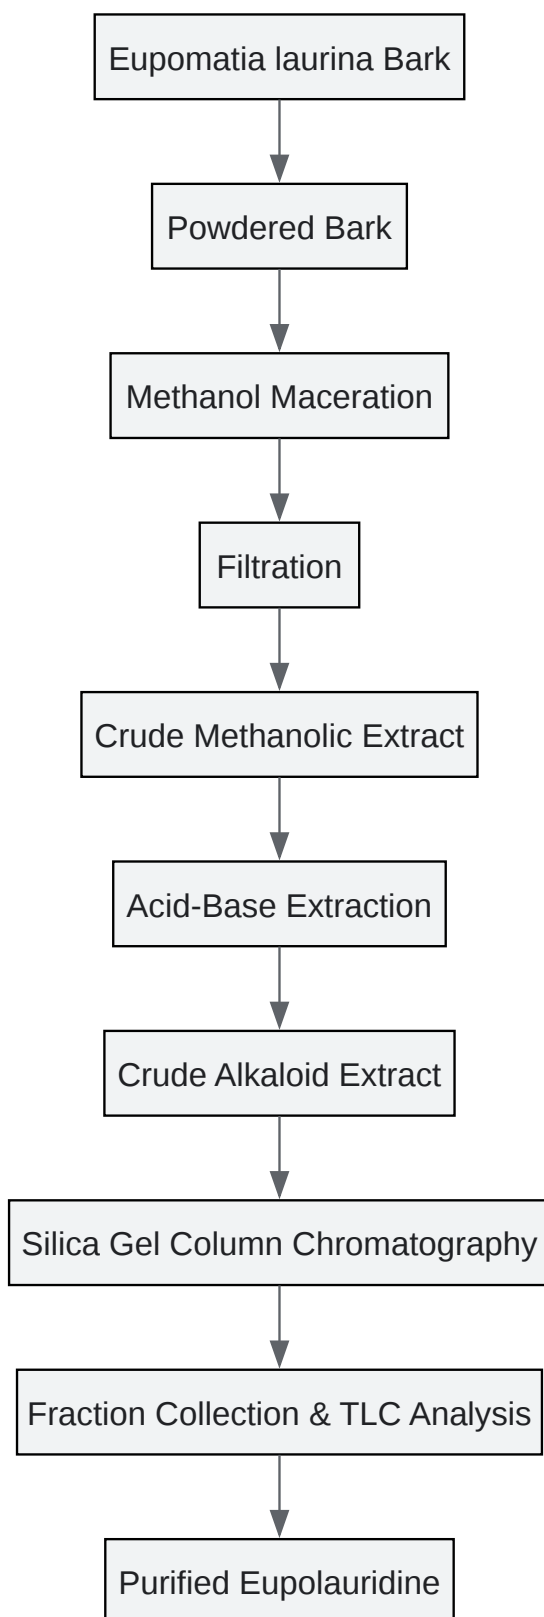 Eupomatia laurina Bark
Powdered Bark
Methanol Maceration
Filtration
Crude Methanolic Extract
Acid-Base Extraction
Crude Alkaloid Extract
Silica Gel Column Chromatography
Fraction Collection & TLC Analysis
Purified Eupolauridine